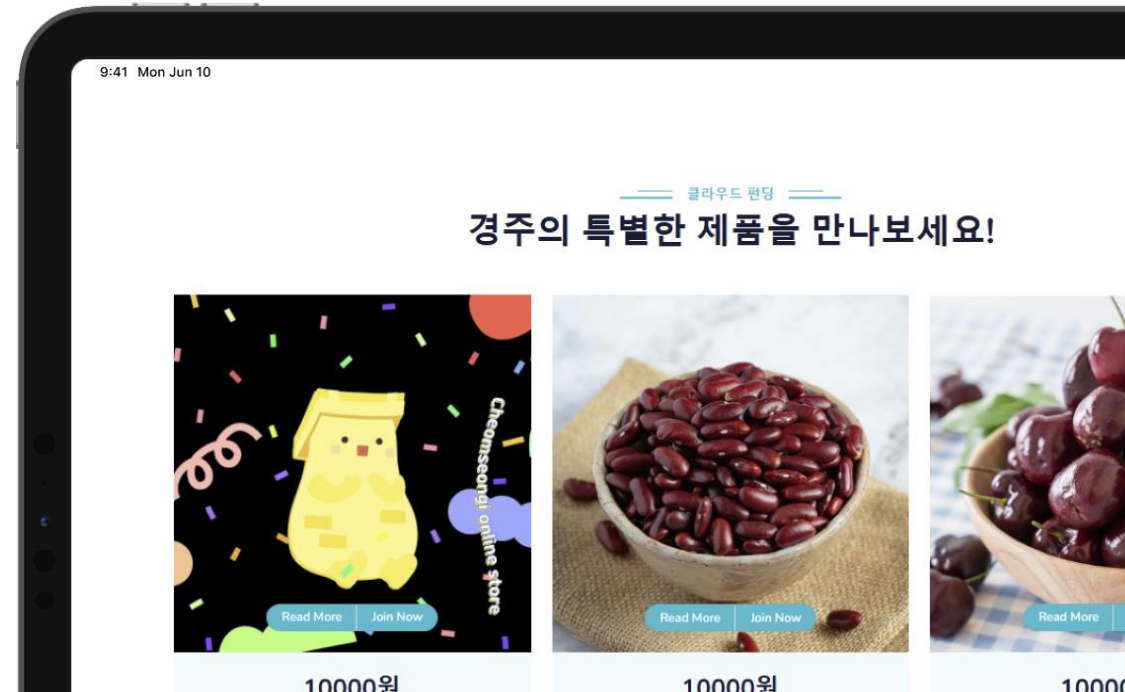 9:41 Mon Jun 10
클라우드 펀딩
경주의 특별한 제품을 만나보세요!
Cheomseongi online store
Read More Join Now
Read More Join Now
Read More
10000원
10000원
10000